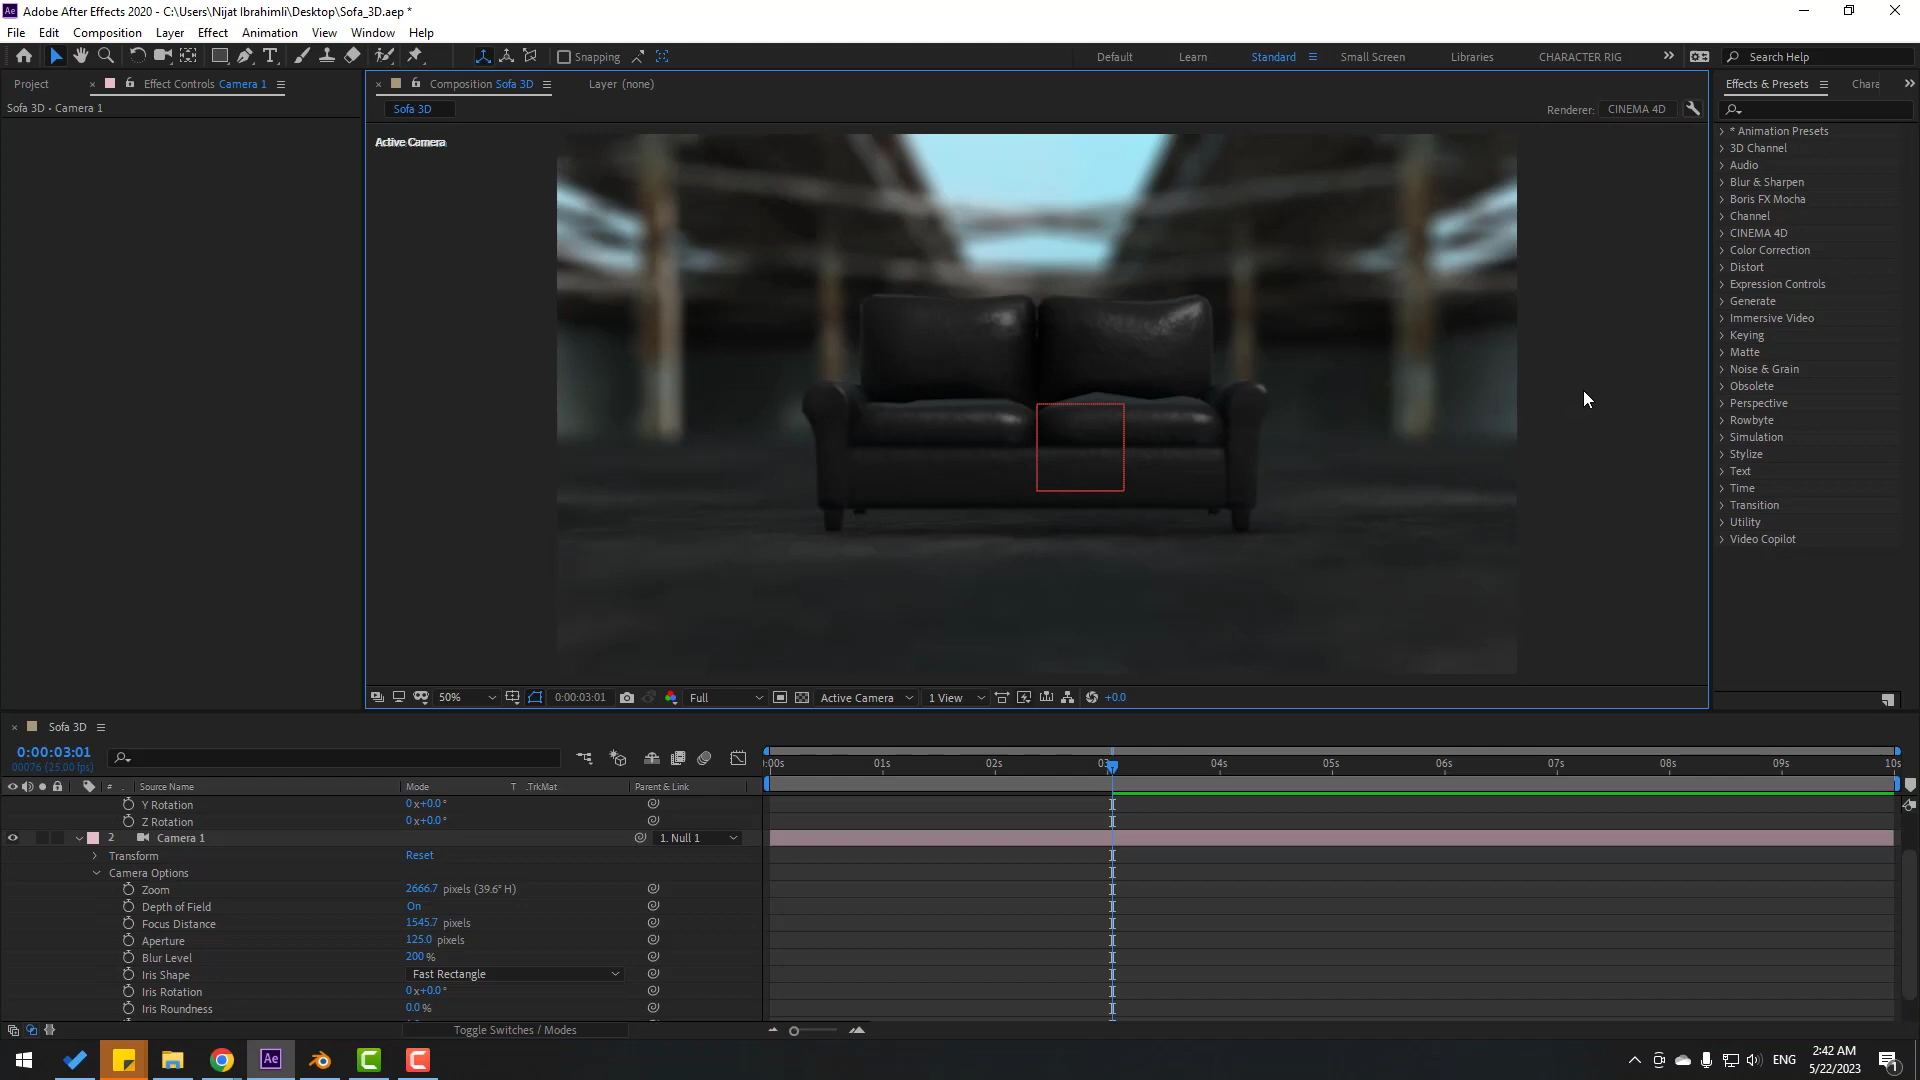 Adobe After Effects 2020 - C:\Users\Nijat Ibrahimli\Desktop\Sofa_3D.aep *
File Edit Composition Layer Effect Animation View Window Help
Snapping Default Learn Standard Small Screen Libraries CHARACTER RIG Search Help
Project Effect Controls Camera 1 Composition Sofa 3D Layer (none) Effects & Presets Chara
Sofa 3D • Camera 1
Sofa 3D Renderer: CINEMA 4D
Active Camera
* Animation Presets
3D Channel
Audio
Blur & Sharpen
Boris FX Mocha
Channel
CINEMA 4D
Color Correction
Distort
Expression Controls
Generate
Immersive Video
Keying
Matte
Noise & Grain
Obsolete
Perspective
Rowbyte
Simulation
Stylize
Text
Time
Transition
Utility
Video Copilot
50% 0:00:03:01 Full Active Camera 1 View +0.0
Sofa 3D
0:00:03:01
00076 (25.00 fps)
:00s 01s 02s 03s 04s 05s 06s 07s 08s 09s 10s
# Source Name Mode T .TrkMat Parent & Link
Y Rotation 0x+0.0°
Z Rotation 0x+0.0°
2 Camera 1 1. Null 1
Transform Reset
Camera Options
Zoom 2666.7 pixels (39.6° H)
Depth of Field On
Focus Distance 1545.7 pixels
Aperture 125.0 pixels
Blur Level 200 %
Iris Shape Fast Rectangle
Iris Rotation 0x+0.0°
Iris Roundness 0.0 %
Toggle Switches / Modes
ENG 2:42 AM
5/22/2023
1